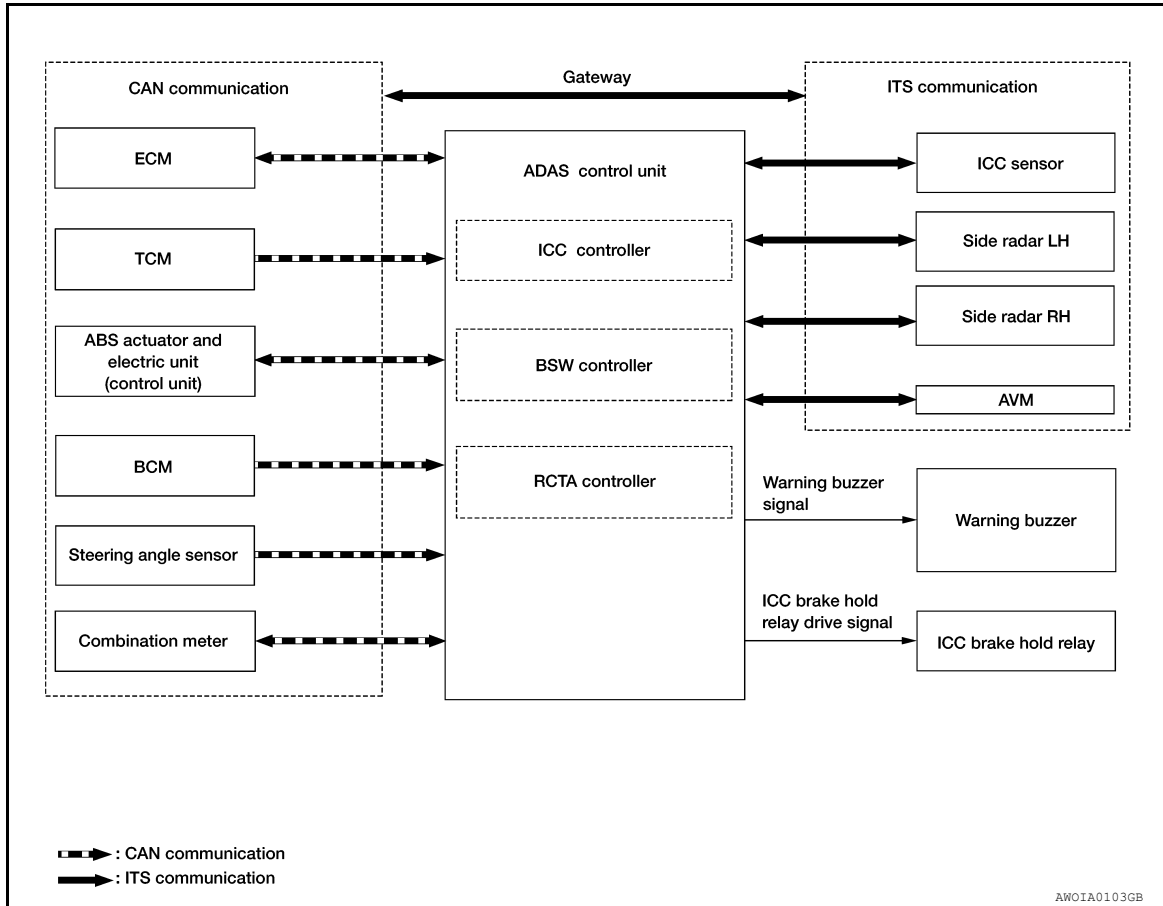 CAN communication
Gateway
ITS communication
ECM
ADAS control unit
ICC sensor
TCM
ICC controller
Side radar LH
ABS actuator and
electric unit
(control unit)
BSW controller
Side radar RH
AVM
BCM
RCTA controller
Warning buzzer
signal
Warning buzzer
Steering angle sensor
Combination meter
ICC brake hold
relay drive signal
ICC brake hold relay
: CAN communication
: ITS communication
AWOIA0103GB